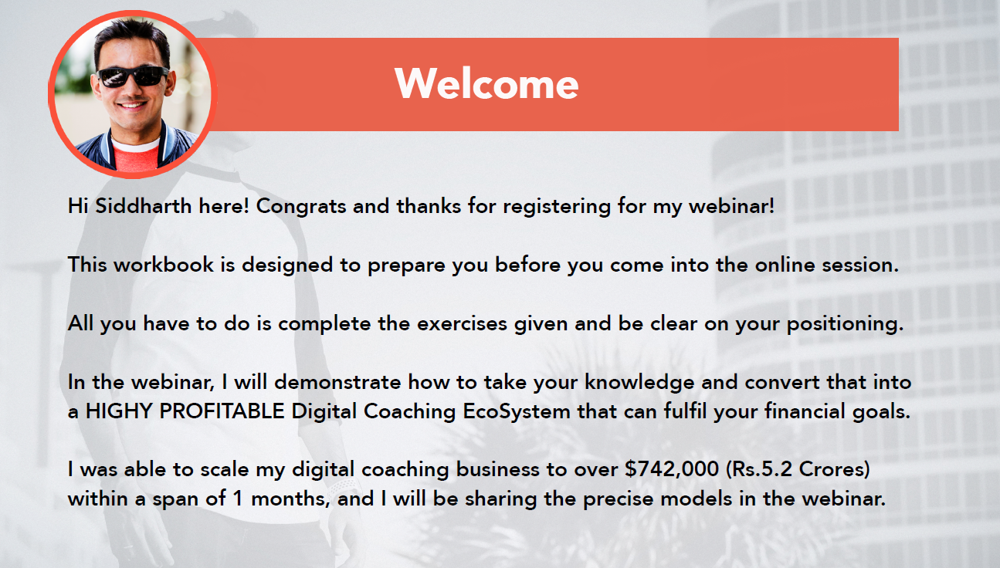 Welcome
Hi Siddharth here! Congrats and thanks for registering for my webinar!
This workbook is designed to prepare you before you come into the online session.
All you have to do is complete the exercises given and be clear on your positioning.
In the webinar, I will demonstrate how to take your knowledge and convert that into
a HIGHY PROFITABLE Digital Coaching EcoSystem that can fulfil your financial goals.
I was able to scale my digital coaching business to over $742,000 (Rs.5.2 Crores)
within a span of 1 months, and I will be sharing the precise models in the webinar.